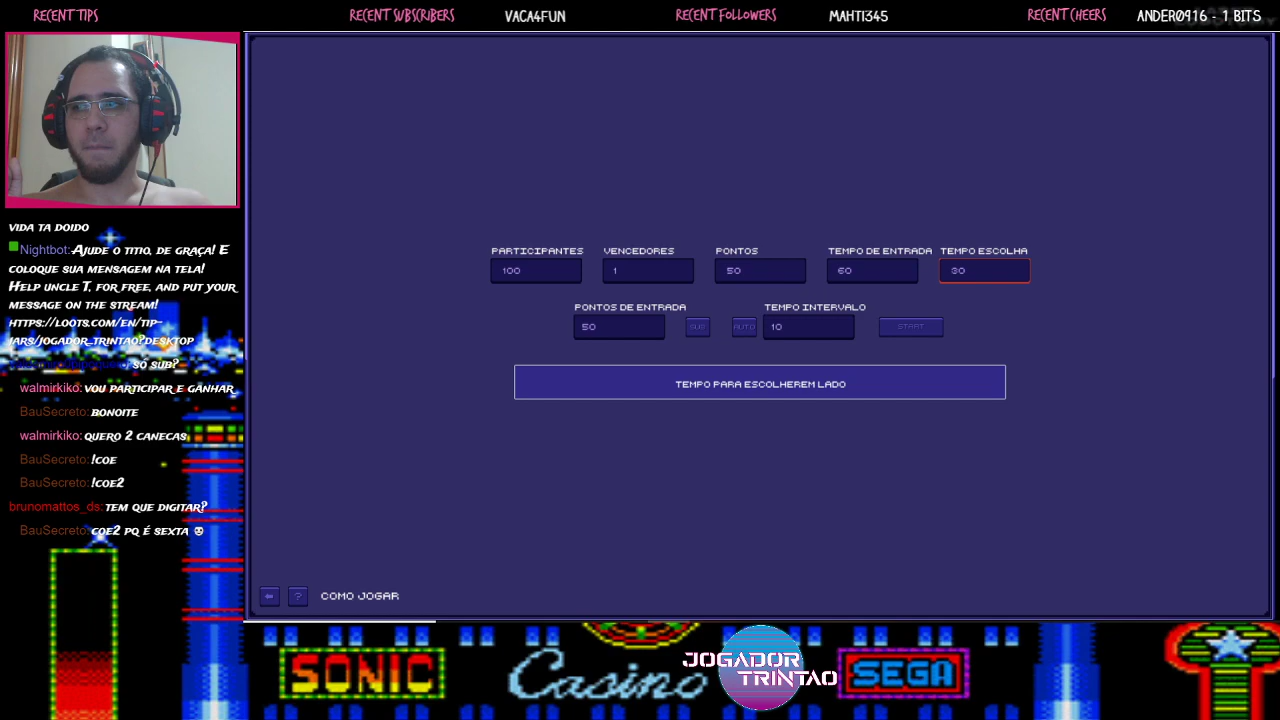 RECENT TIPS
RECENT SUBSCRIBERS
VACA4FUN
RECENT FOLLOWERS
MAHTI345
RECENT CHEERS
ANDER0916 - 1 BITS
VIDA TA DOIDO
Nightbot: AJUDE O TITIO, DE GRAÇA! E
COLOQUE SUA MENSAGEM NA TELA!
HELP UNCLE T, FOR FREE, AND PUT YOUR
MESSAGE ON THE STREAM!
HTTPS://LOOTS.COM/EN/TIP-
JARS/JOGADOR_TRINTAO?DESKTOP
SÓ SUB?
walmirkiko: VOU PARTICIPAR E GANHAR
BauSecreto: BONOITE
walmirkiko: QUERO 2 CANECAS
BauSecreto: !COE
BauSecreto: !COE2
brunomattos_ds: TEM QUE DIGITAR?
BauSecreto: COE2 PQ É SEXTA
PARTICIPANTES VENCEDORES PONTOS TEMPO DE ENTRADA TEMPO ESCOLHA
100 1 50 60 30
PONTOS DE ENTRADA TEMPO INTERVALO
50 SUB AUTO 10 START
TEMPO PARA ESCOLHEREM LADO
? COMO JOGAR
SONIC
Casino
JOGADOR
TRINTAO
SEGA